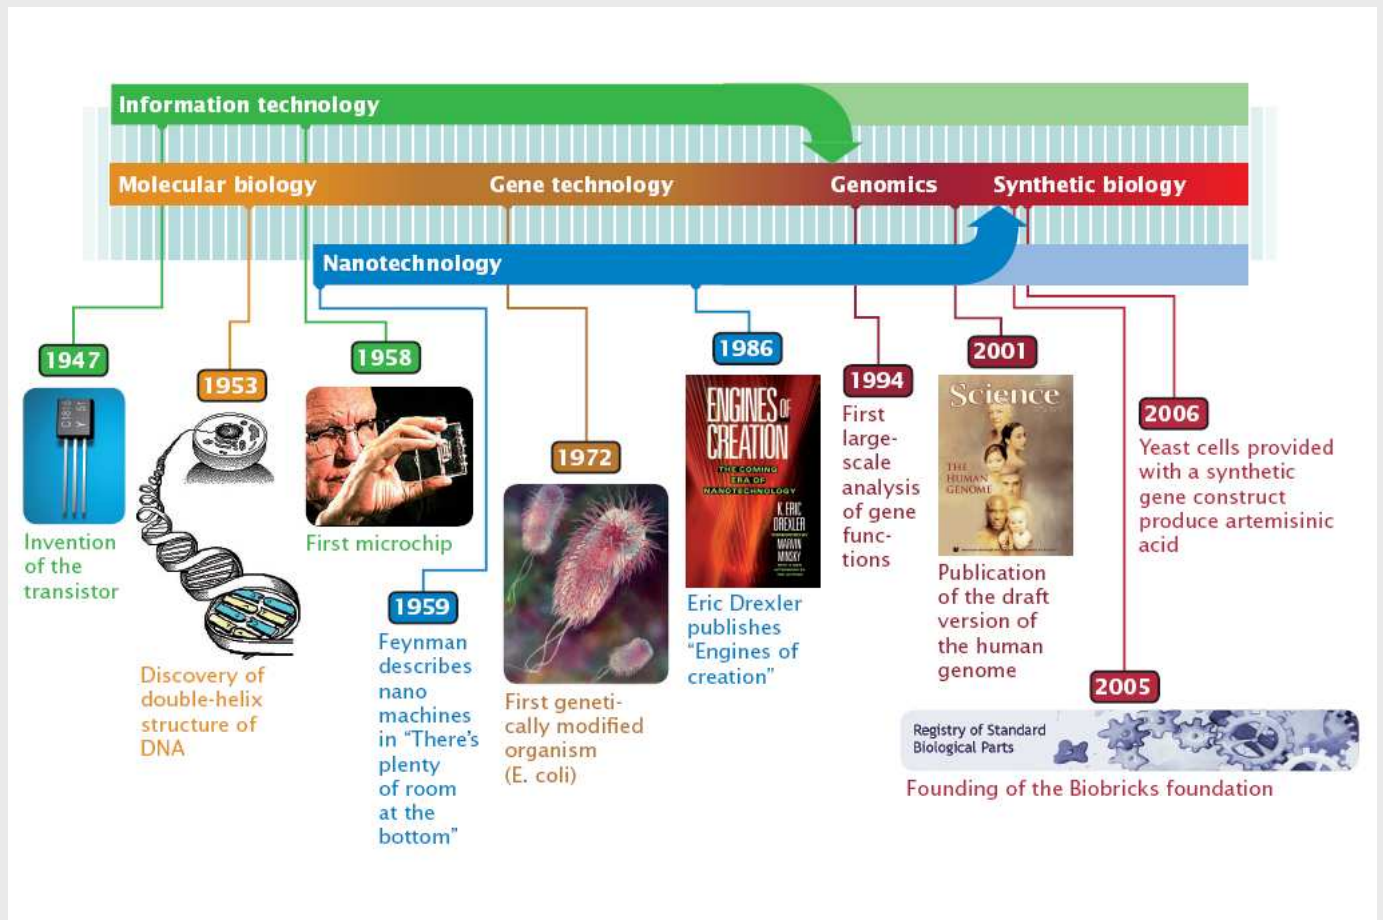 Information technology
Molecular biology
Gene technology
Genomics
Synthetic biology
Nanotechnology
1947
Invention
of the
transistor
1953
Discovery of
double-helix
structure of
DNA
1958
First microchip
1959
Feynman
describes
nano
machines
in “There’s
plenty
of room
at the
bottom”
1972
First geneti-
cally modified
organism
(E. coli)
1986
ENGINES OF
CREATION
THE COMING
ERA OF
NANOTECHNOLOGY
K. ERIC
DREXLER
MARVIN
MINSKY
Eric Drexler
publishes
“Engines of
creation”
1994
First
large-
scale
analysis
of gene
func-
tions
2001
Science
THE
HUMAN
GENOME
Publication
of the draft
version of
the human
genome
2005
Registry of Standard
Biological Parts
Founding of the Biobricks foundation
2006
Yeast cells provided
with a synthetic
gene construct
produce artemisinic
acid